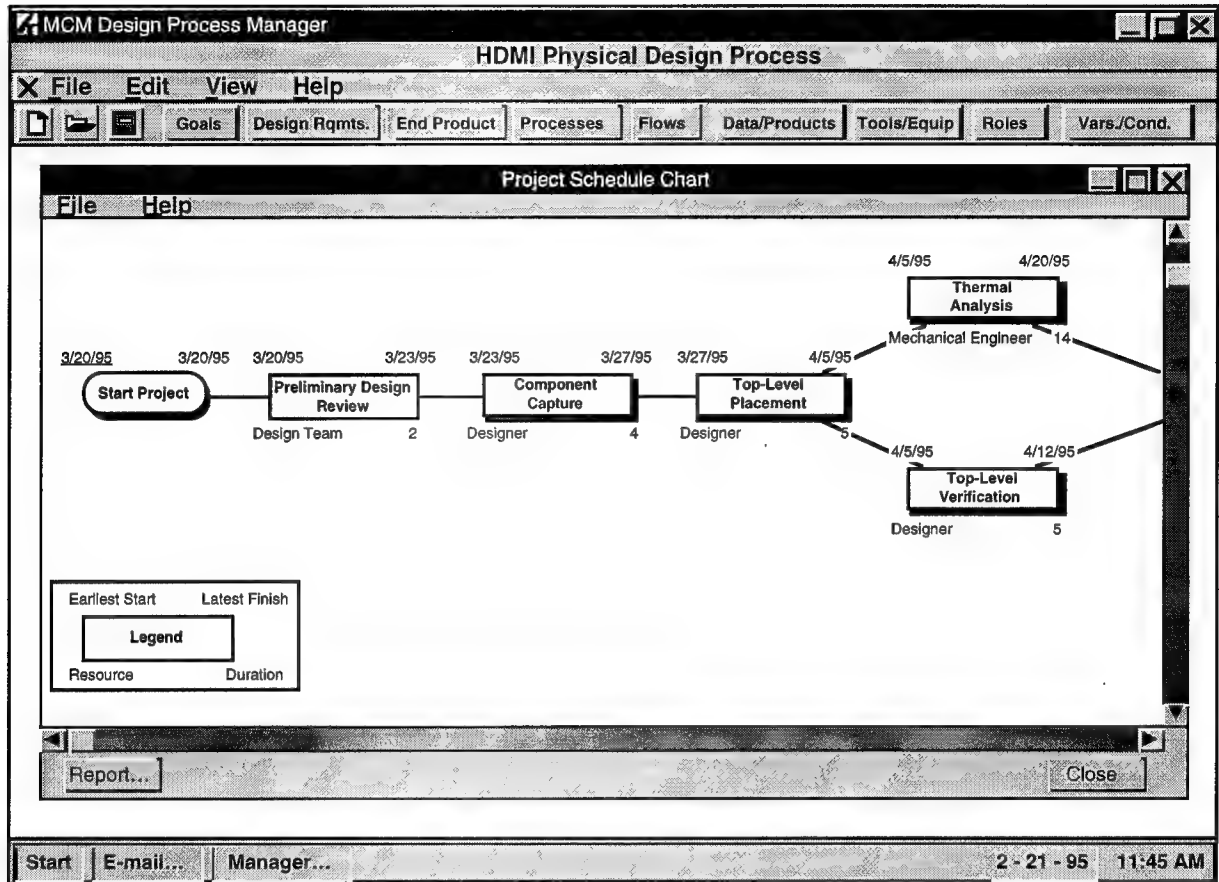 MCM Design Process Manager
HDMI Physical Design Process
X File Edit View Help
Goals Design Rqmts. End Product Processes Flows Data/Products Tools/Equip Roles Vars./Cond.
Project Schedule Chart
File Help
4/5/95 4/20/95
Thermal
Analysis
Mechanical Engineer 14
3/20/95 3/20/95 3/20/95 3/23/95 3/23/95 3/27/95 3/27/95 4/5/95
Start Project
Preliminary Design
Review
Component
Capture
Top-Level
Placement
Design Team 2 Designer 4 Designer 5
4/5/95 4/12/95
Top-Level
Verification
Designer 5
Earliest Start Latest Finish
Legend
Resource Duration
Report... Close
Start E-mail... Manager... 2 - 21 - 95 11:45 AM